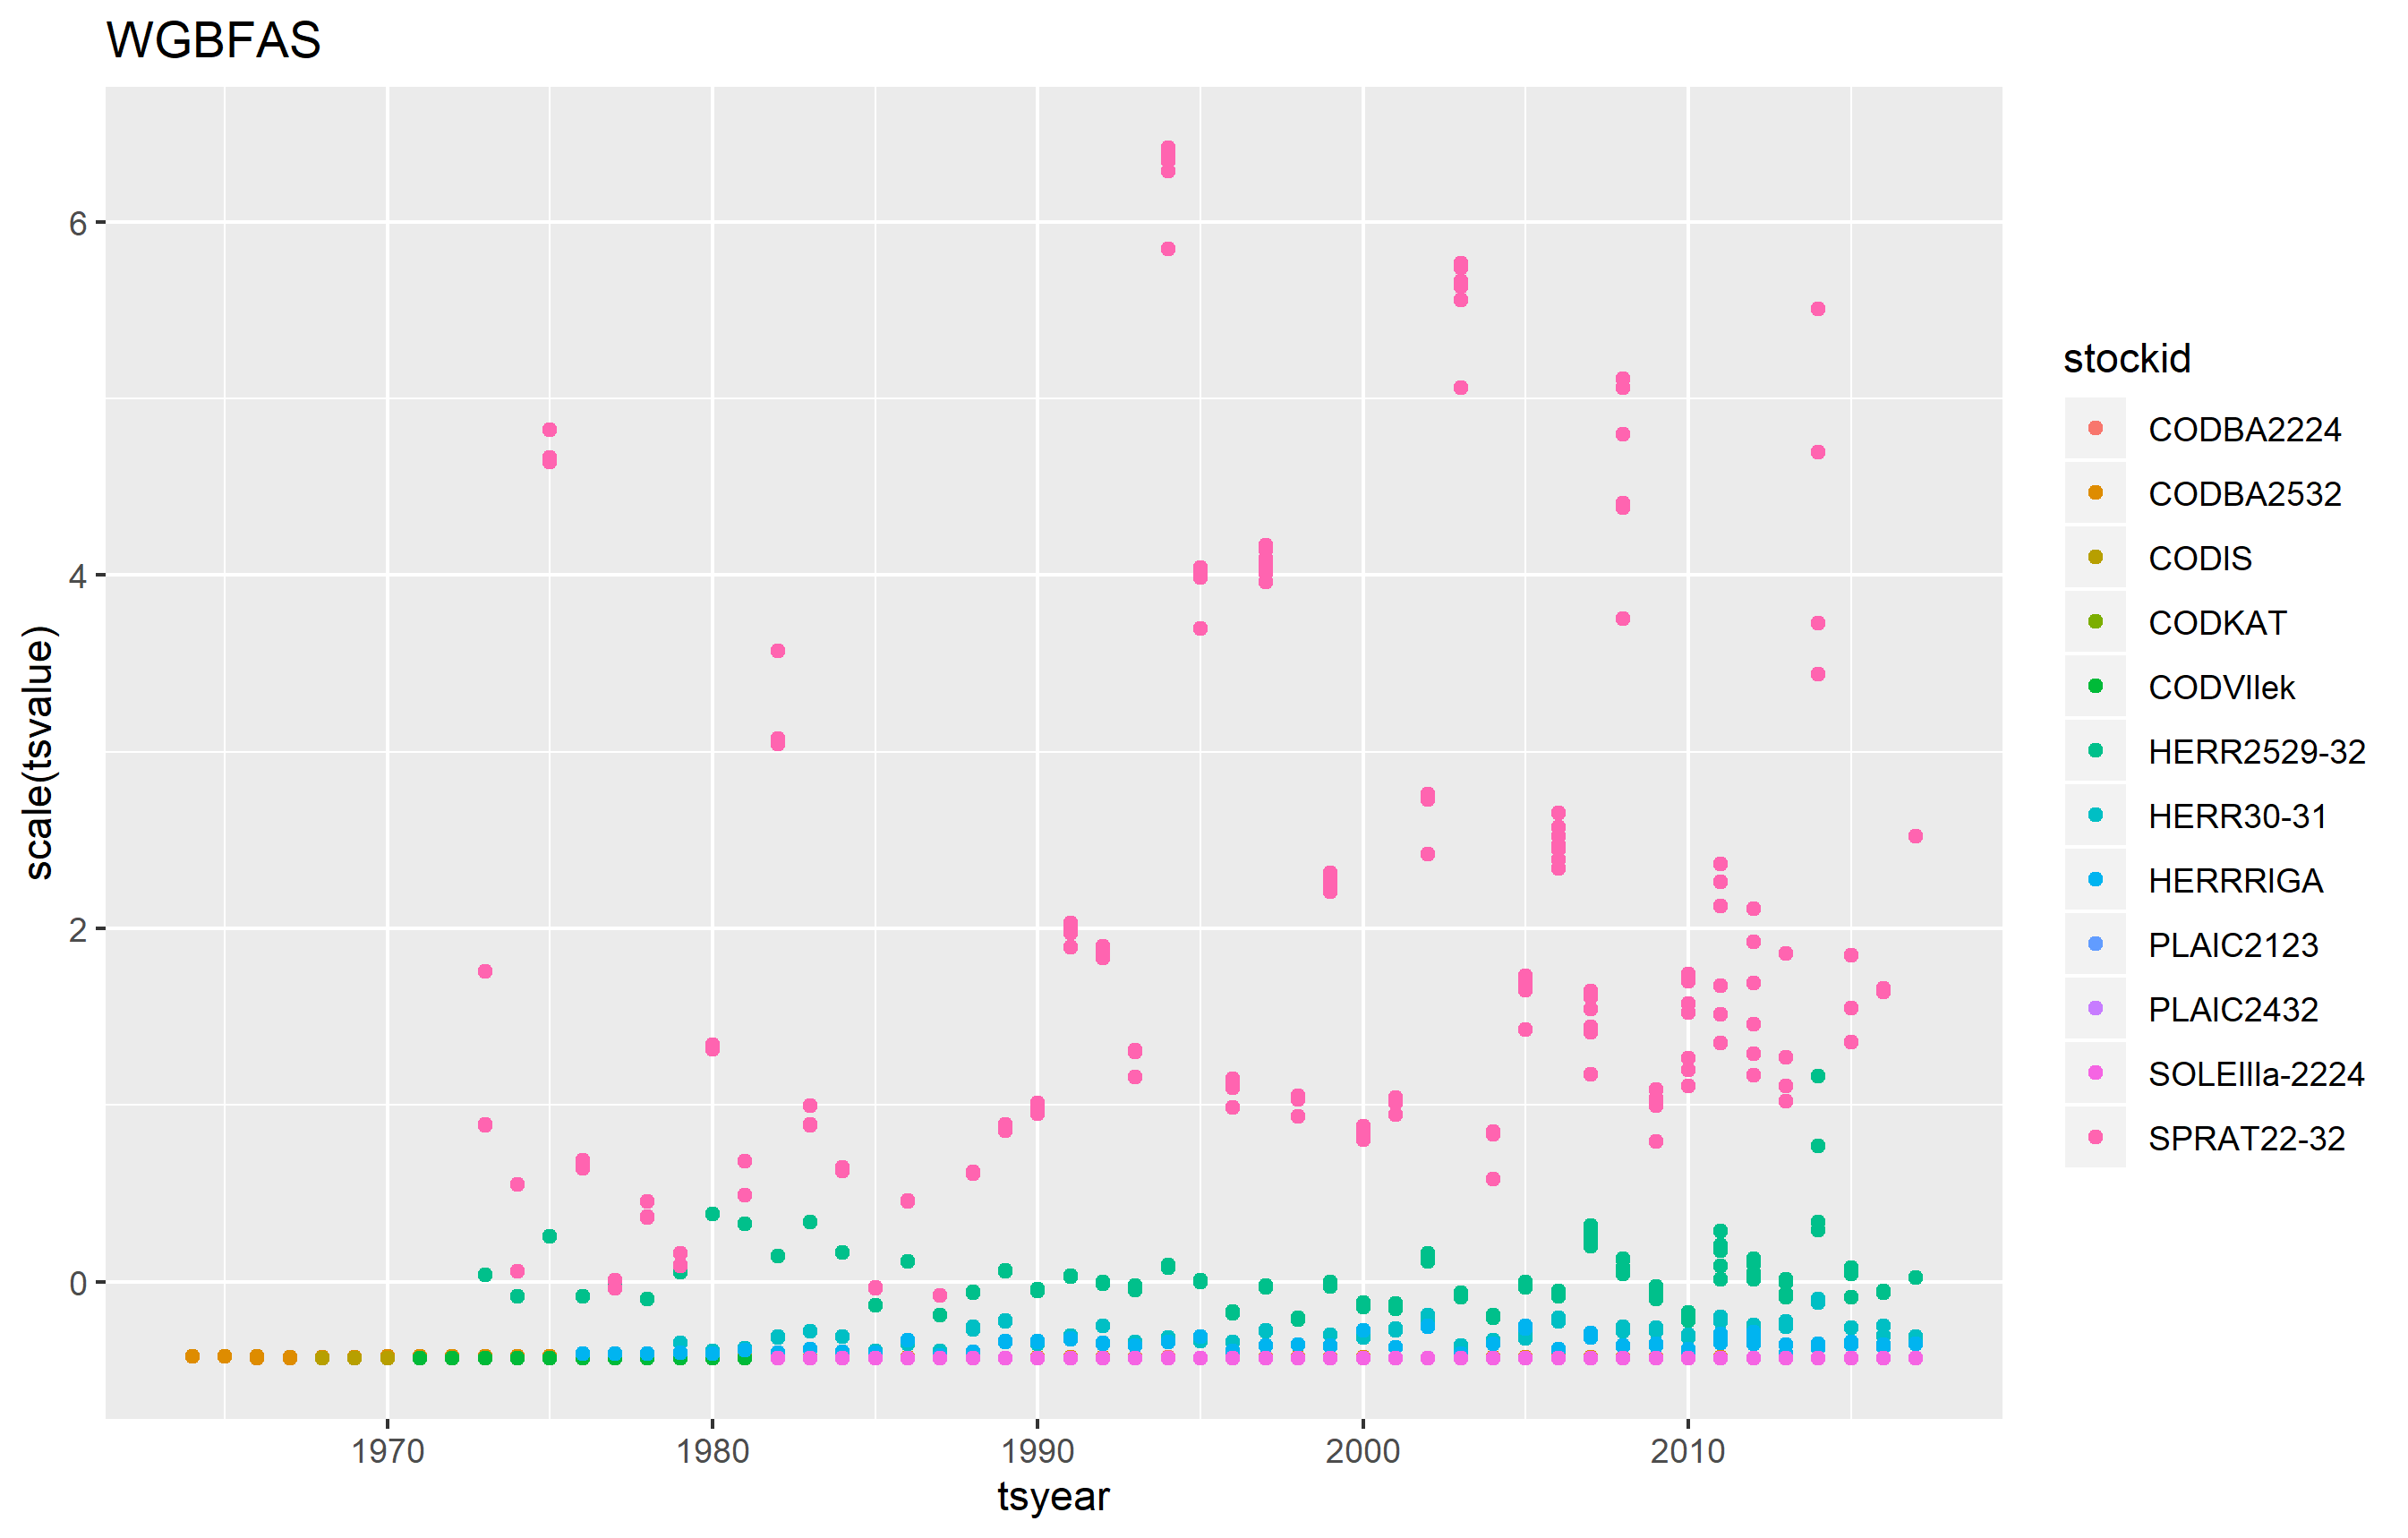 WGBFAS
6
4
2
0
scale(tsvalue)
1970 1980 1990 2000 2010
tsyear
stockid
CODBA2224
CODBA2532
CODIS
CODKAT
CODVIIek
HERR2529-32
HERR30-31
HERRRIGA
PLAIC2123
PLAIC2432
SOLEIIIa-2224
SPRAT22-32